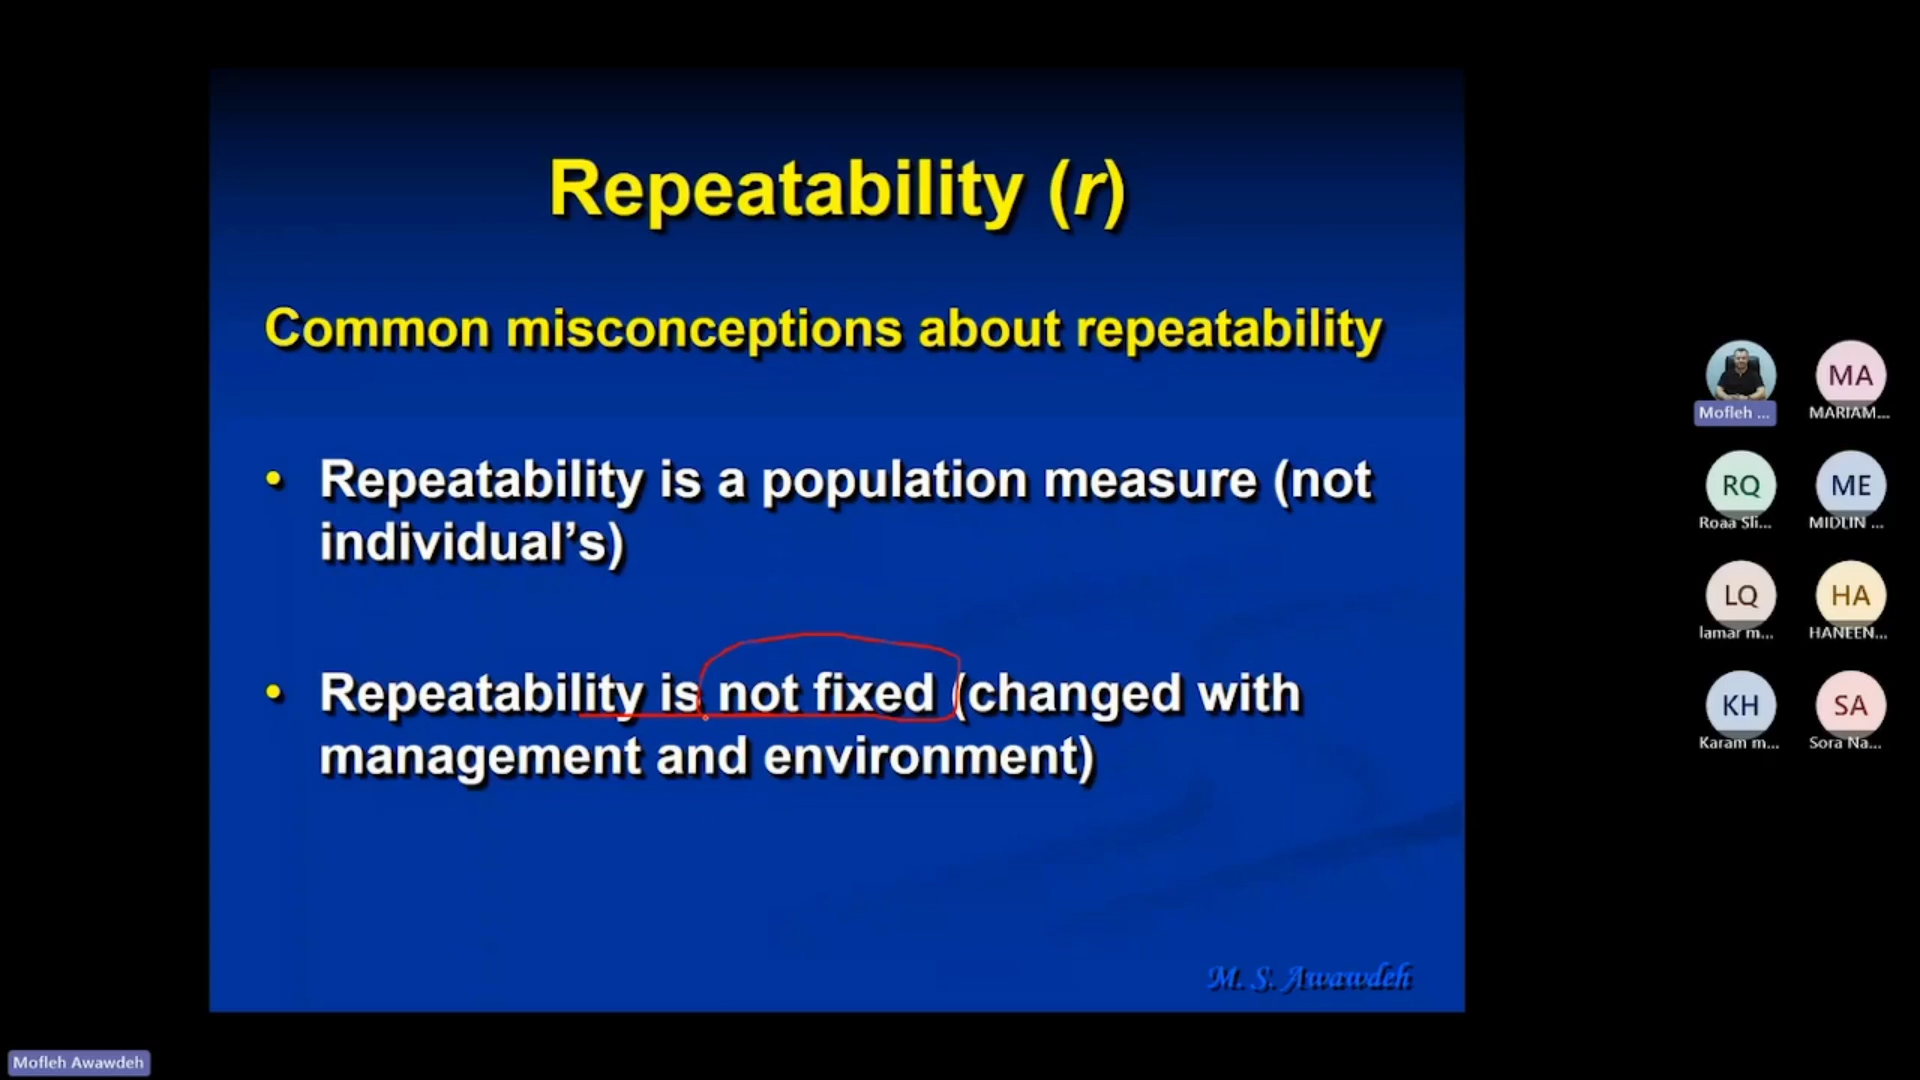 Repeatability (r)
Common misconceptions about repeatability
• Repeatability is a population measure (not
individual's)
• Repeatability is not fixed (changed with
management and environment)
M. S. Awawdeh
Mofleh ...
MA
MARIAM...
RQ
Roaa Sli...
ME
MIDLIN ...
LQ
lamar m...
HA
HANEEN...
KH
Karam m...
SA
Sora Na...
Mofleh Awawdeh